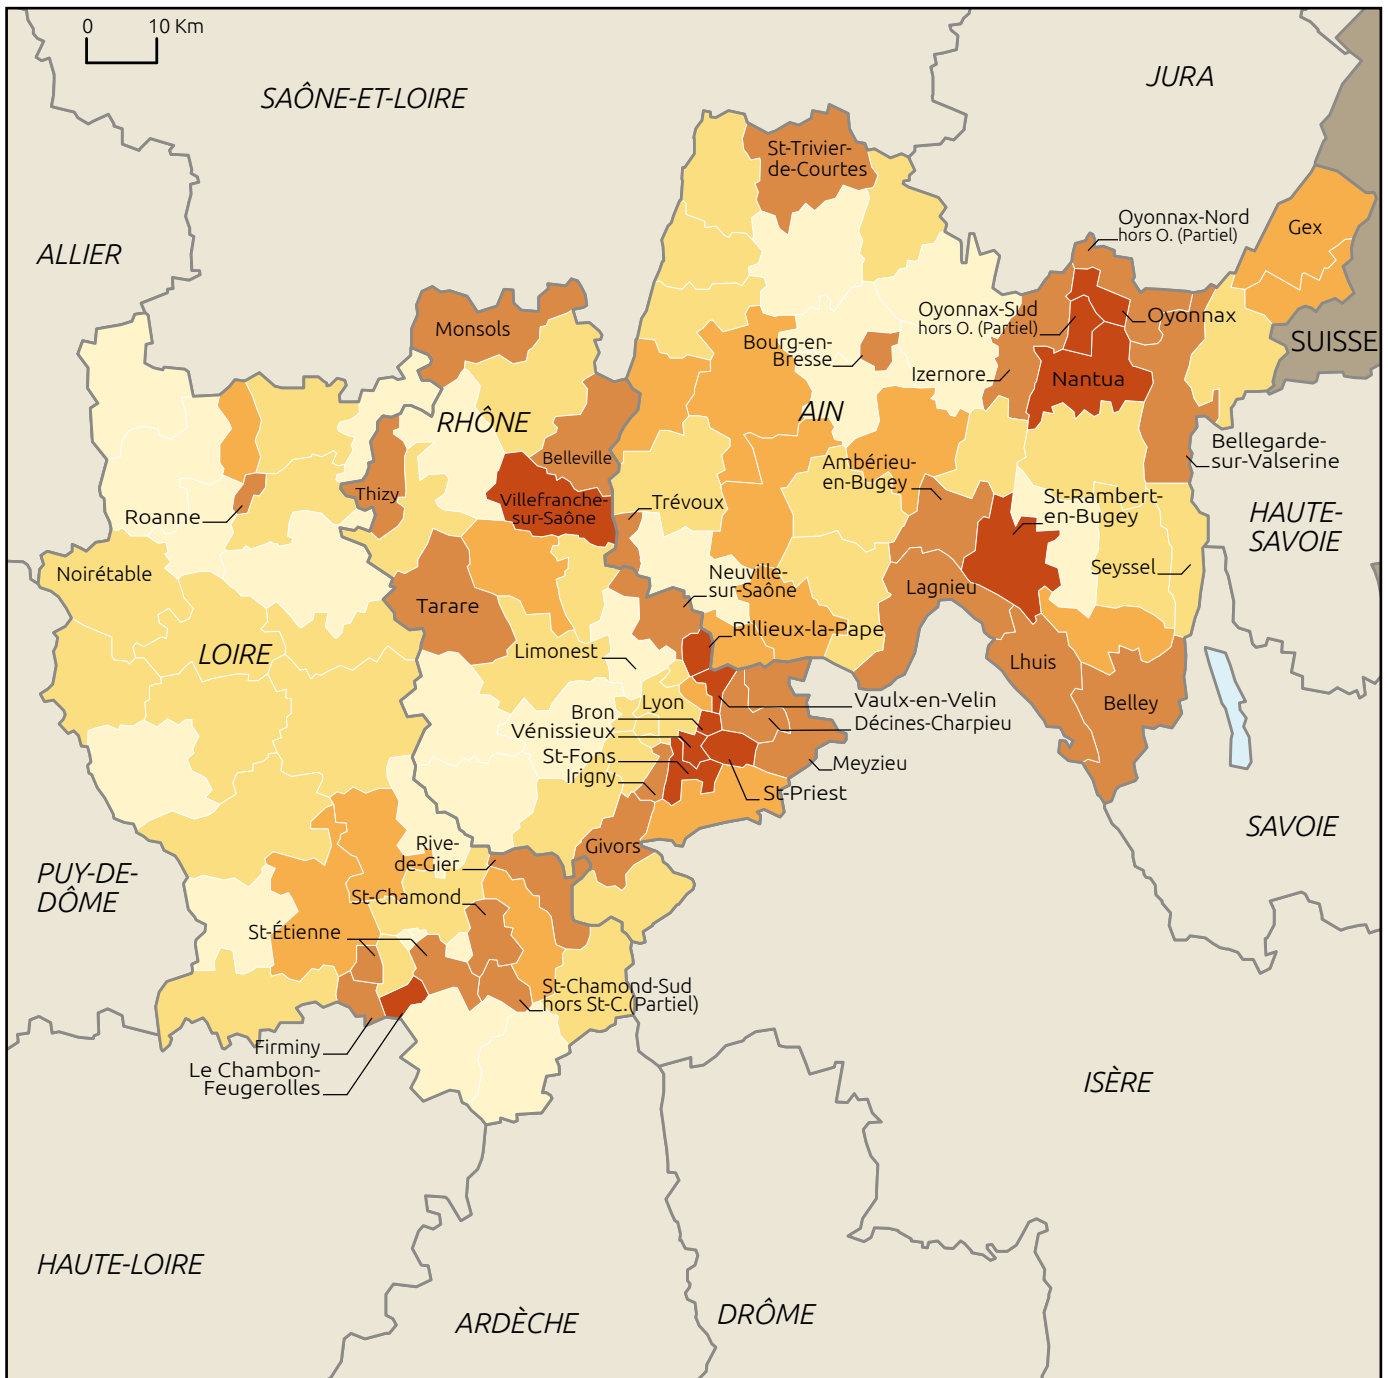 0 10 Km
SAÔNE-ET-LOIRE
JURA
St-Trivier-
de-Courtes
Oyonnax-Nord
hors O. (Partiel)
Gex
ALLIER
Monsols
Oyonnax-Sud
hors O. (Partiel)
Oyonnax
Bourg-en-
Bresse
SUISSE
Izernore
Nantua
RHÔNE
AIN
Belleville
Ambérieu-
en-Bugey
Bellegarde-
sur-Valserine
Thizy
Villefranche-
sur-Saône
Trévoux
St-Rambert-
en-Bugey
Roanne
HAUTE-
SAVOIE
Noirétable
Seyssel
Neuville-
sur-Saône
Lagnieu
Tarare
Rillieux-la-Pape
LOIRE
Limonest
Lhuis
Lyon
Vaulx-en-Velin
Belley
Bron
Décines-Charpieu
Vénissieux
St-Fons
Meyzieu
Irigny
St-Priest
SAVOIE
Rive-
de-Gier
Givors
PUY-DE-
DÔME
St-Chamond
St-Étienne
St-Chamond-Sud
hors St-C.(Partiel)
Firminy
Le Chambon-
Feugerolles
ISÈRE
HAUTE-LOIRE
ARDÈCHE
DRÔME